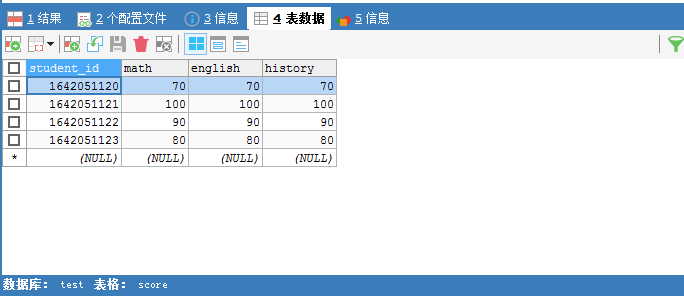 1 结果 2 个配置文件 3 信息 4 表数据 5 信息
student_id math english history
1642051120 70 70 70
1642051121 100 100 100
1642051122 90 90 90
1642051123 80 80 80
* (NULL) (NULL) (NULL) (NULL)
数据库： test 表格： score